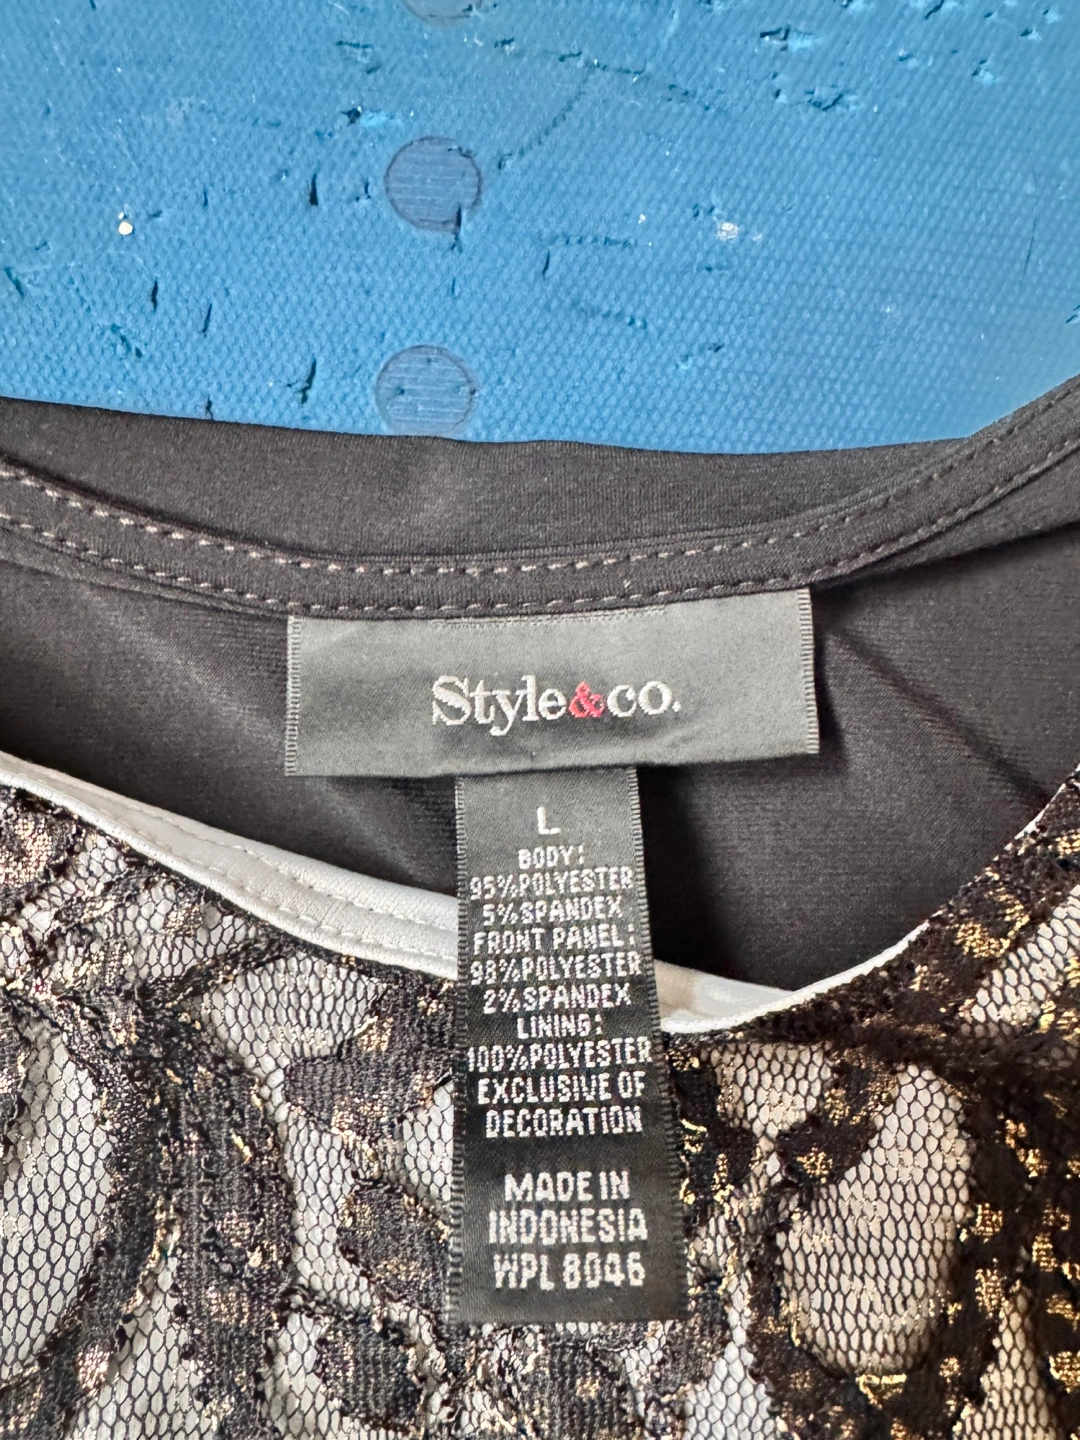 Style&co.
L
BODY:
95%POLYESTER
5%SPANDEX
FRONT PANEL:
98%POLYESTER
2%SPANDEX
LINING:
100%POLYESTER
EXCLUSIVE OF
DECORATION
MADE IN
INDONESIA
WPL 8046